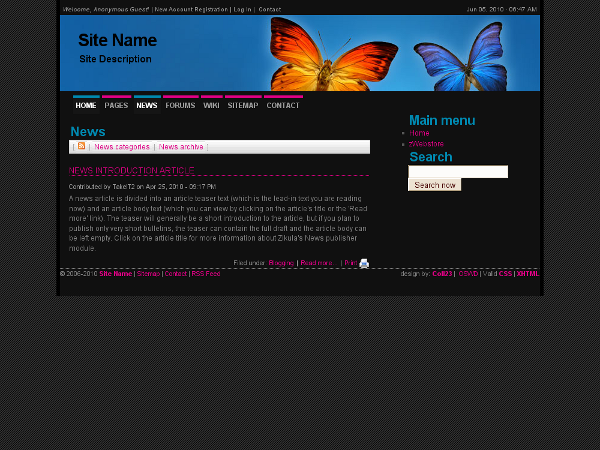 Welcome, Anonymous Guest! | New Account Registration | Log in | Contact
Jun 05, 2010 - 06:47 AM
Site Name
Site Description
HOME PAGES NEWS FORUMS WIKI SITEMAP CONTACT
News
[ | News categories | News archive ]
NEWS INTRODUCTION ARTICLE
Contributed by TakeIT2 on Apr 25, 2010 - 09:17 PM
A news article is divided into an article teaser text (which is the lead-in text you are reading
now) and an article body text (which you can view by clicking on the article's title or the 'Read
more' link). The teaser will generally be a short introduction to the article, but if you plan to
publish only very short bulletins, the teaser can contain the full draft and the article body can
be left empty. Click on the article title for more information about Zikula's News publisher
module.
Filed under: Blogging | Read more... | Print
Main menu
Home
zWebstore
Search
Search now
© 2006-2010 Site Name | Sitemap | Contact | RSS Feed
design by: | OSWD | Valid CSS | XHTML